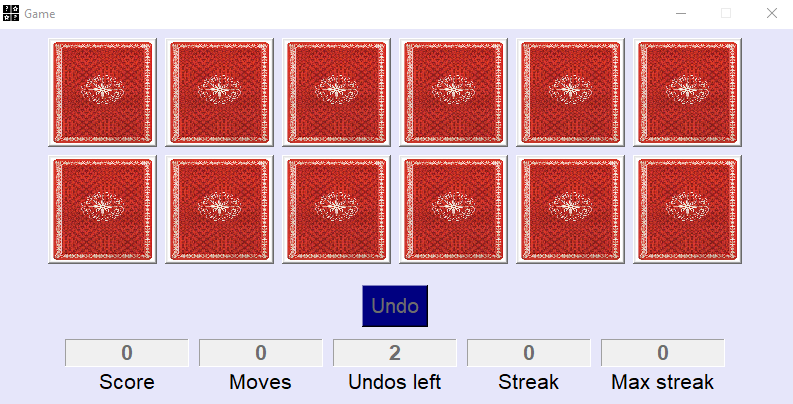 Game
Undo
0 0 2 0 0
Score Moves Undos left Streak Max streak